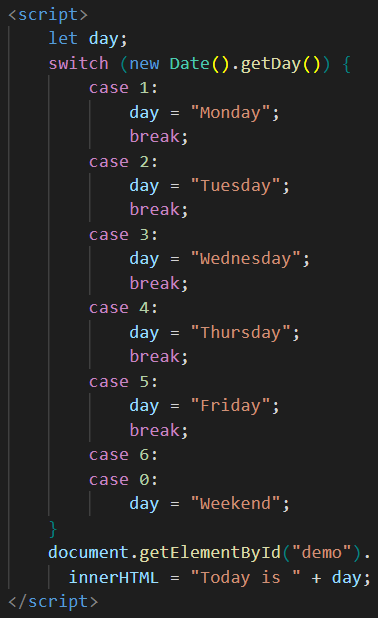 <script>
    let day;
    switch (new Date().getDay()) {
        case 1:
            day = "Monday";
            break;
        case 2:
            day = "Tuesday";
            break;
        case 3:
            day = "Wednesday";
            break;
        case 4:
            day = "Thursday";
            break;
        case 5:
            day = "Friday";
            break;
        case 6:
        case 0:
            day = "Weekend";
    }
    document.getElementById("demo").
      innerHTML = "Today is " + day;
</script>